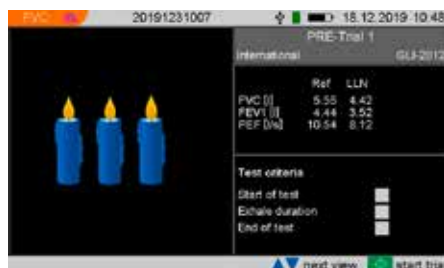 FVC 20191231007 18.12.2019 10:48
PRE-Trial 1
International GLI-2012
Ref LLN
FVC [l] 5.55 4.42
FEV1 [l] 4.44 3.52
PEF [l/s] 10.54 8.12
Test criteria
Start of test
Exhale duration
End of test
next view start trial